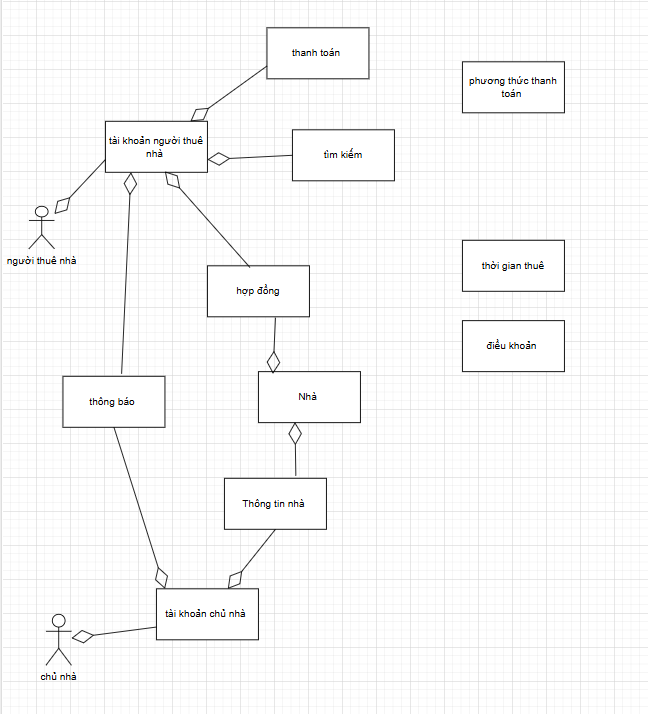 thanh toán
phương thức thanh
toán
tài khoản người thuê
nhà
tìm kiếm
người thuê nhà
thời gian thuê
hợp đồng
điều khoản
Nhà
thông báo
Thông tin nhà
tài khoản chủ nhà
chủ nhà